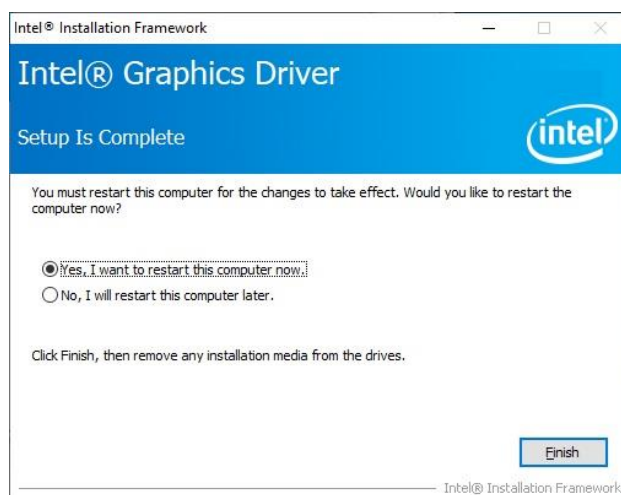 Intel® Installation Framework
Intel® Graphics Driver
Setup Is Complete
intel
You must restart this computer for the changes to take effect. Would you like to restart the
computer now?
Yes, I want to restart this computer now.
No, I will restart this computer later.
Click Finish, then remove any installation media from the drives.
Finish
Intel® Installation Framework